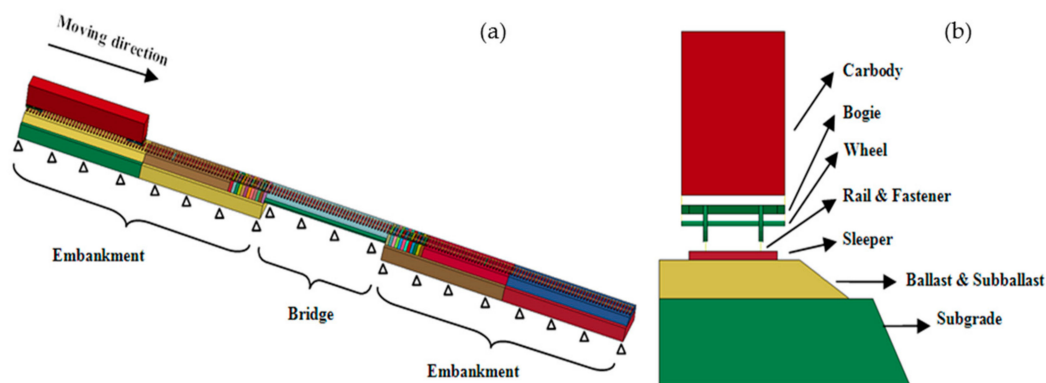 (a)
Moving direction
Embankment
Bridge
Embankment
(b)
Carbody
Bogie
Wheel
Rail & Fastener
Sleeper
Ballast & Subballast
Subgrade